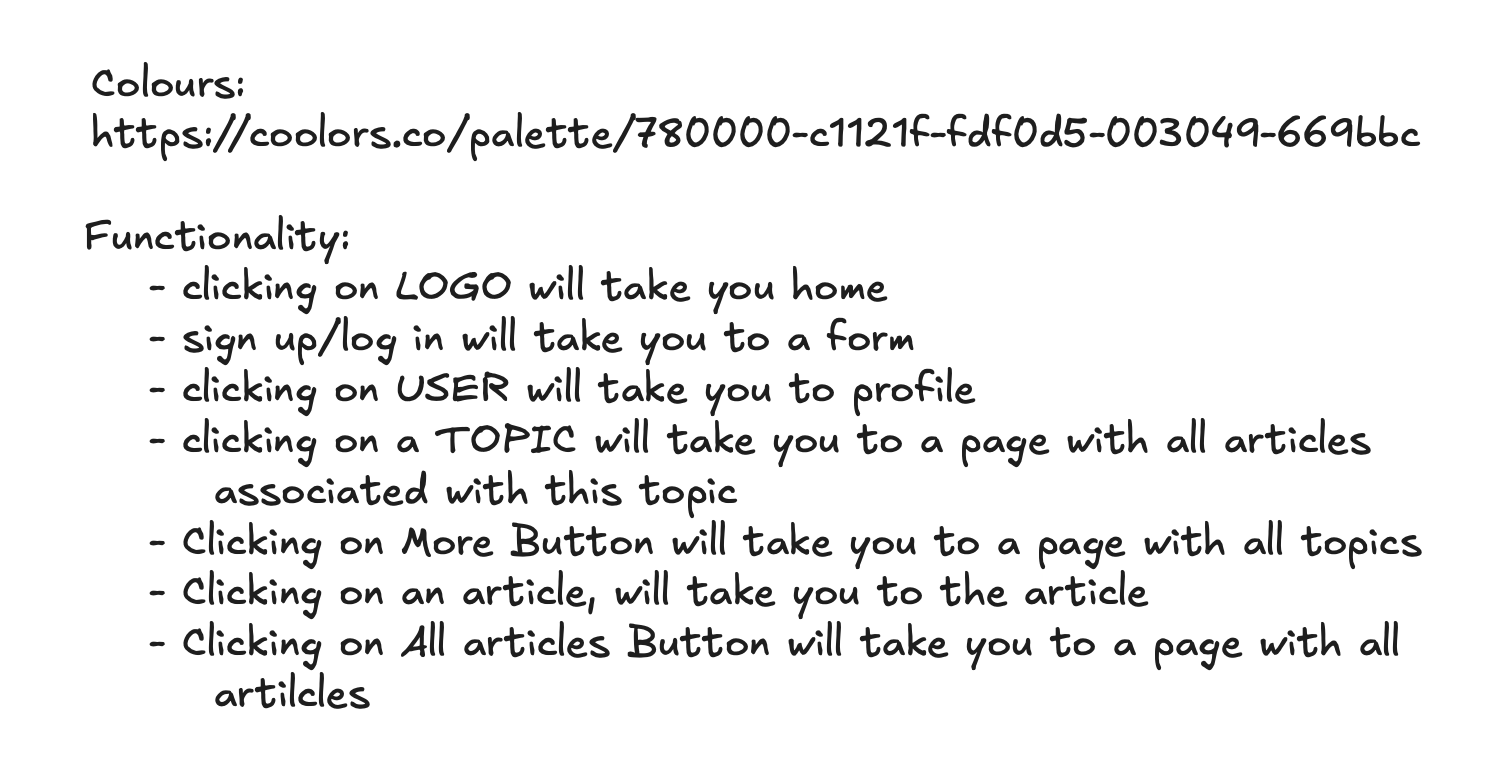 Colours:
https://coolors.co/palette/780000-c1121f-fdf0d5-003049-669bbc
Functionality:
- clicking on LOGO will take you home
- sign up/log in will take you to a form
- clicking on USER will take you to profile
- clicking on a TOPIC will take you to a page with all articles
associated with this topic
- Clicking on More Button will take you to a page with all topics
- Clicking on an article, will take you to the article
- Clicking on All articles Button will take you to a page with all
artilcles